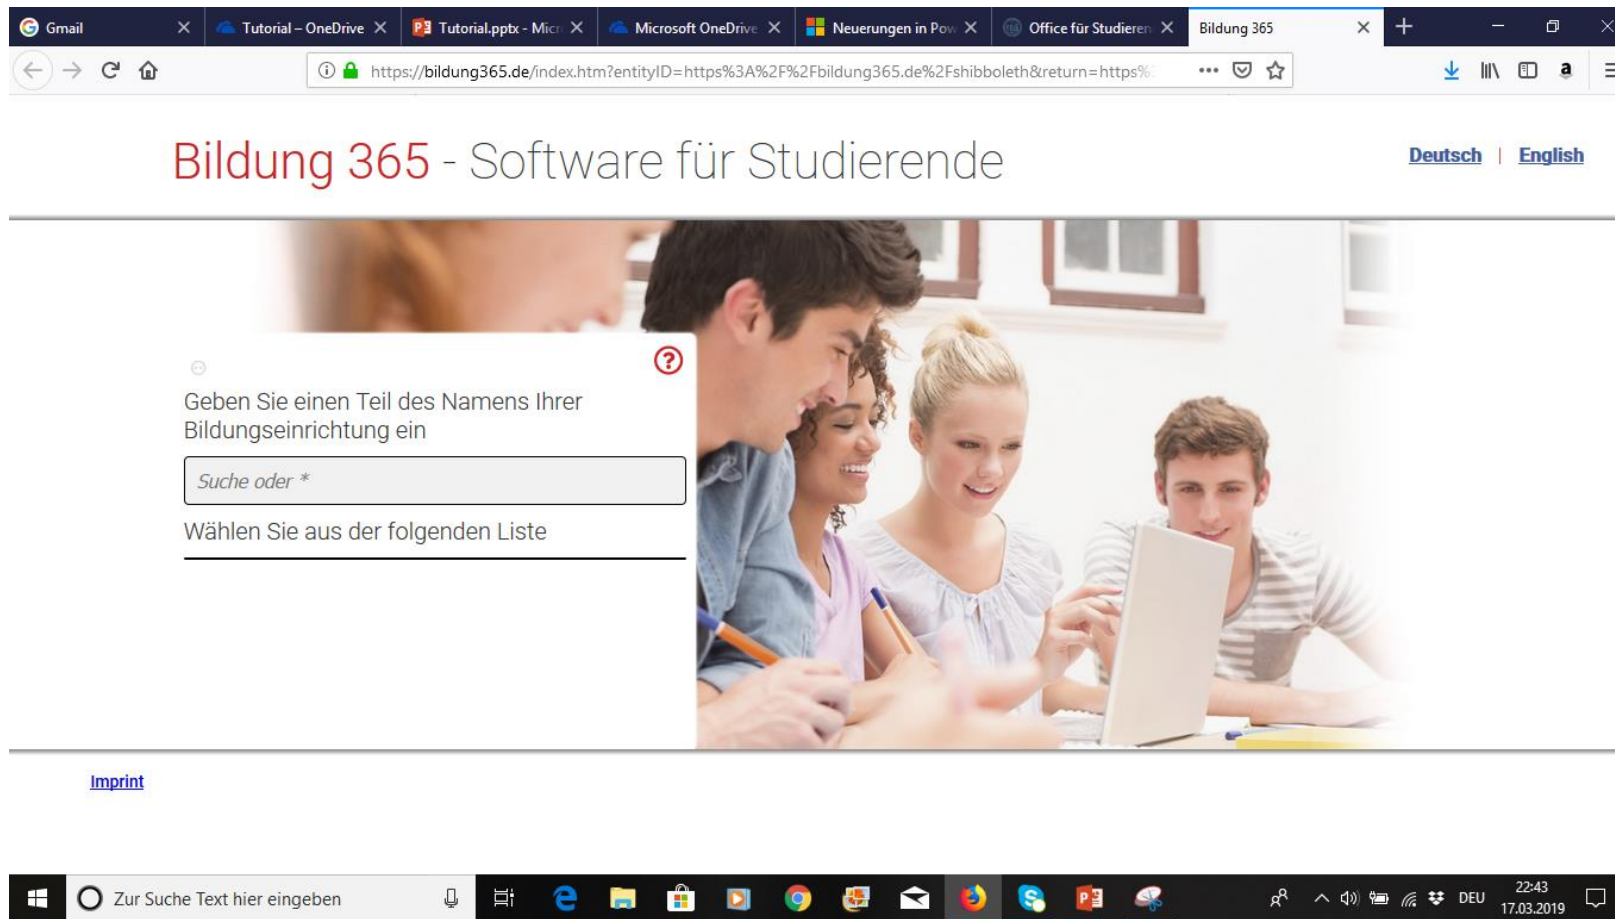 Gmail
Tutorial – OneDrive
Tutorial.pptx - Micr
Microsoft OneDrive
Neuerungen in Pow
Office für Studieren
Bildung 365
https://bildung365.de/index.htm?entityID=https%3A%2F%2Fbildung365.de%2Fshibboleth&return=https%
Bildung 365 - Software für Studierende
Deutsch | English
Geben Sie einen Teil des Namens Ihrer
Bildungseinrichtung ein
Suche oder *
Wählen Sie aus der folgenden Liste
Imprint
Zur Suche Text hier eingeben
DEU
22:43
17.03.2019